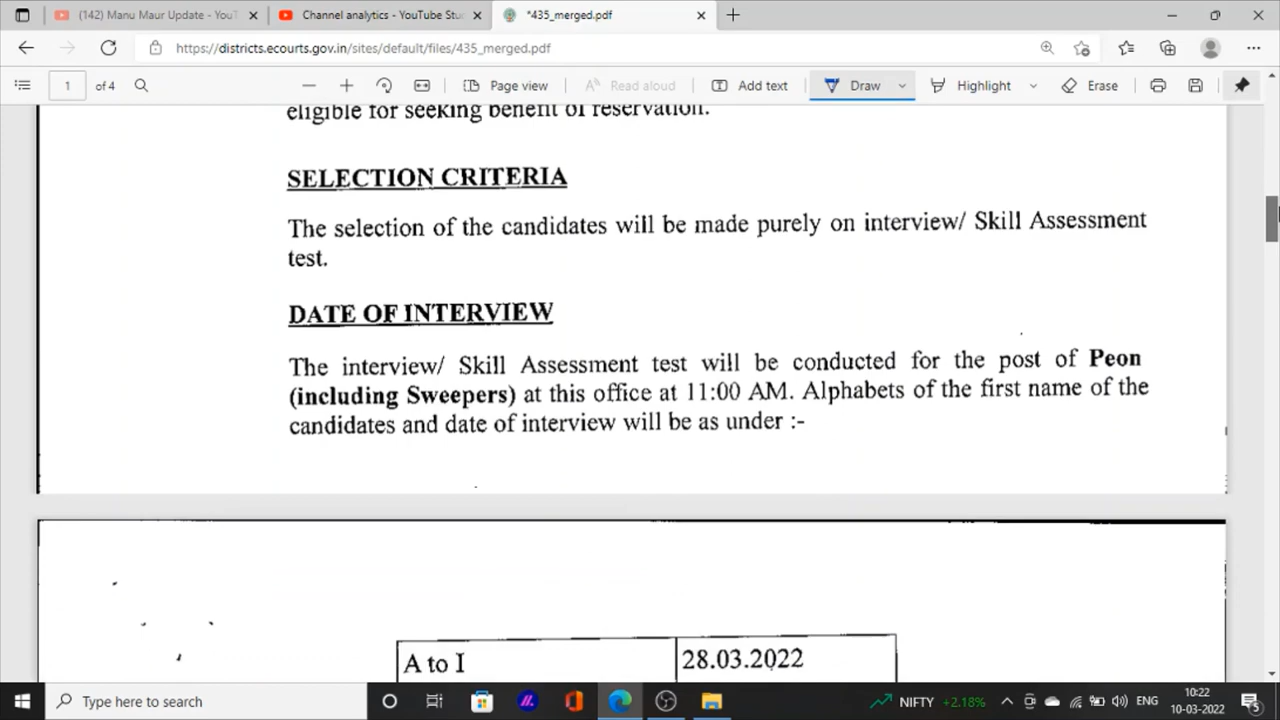 (142) Manu Maur Update - YouT
Channel analytics - YouTube Stu
*435_merged.pdf
https://districts.ecourts.gov.in/sites/default/files/435_merged.pdf
1 of 4
Page view
Read aloud
Add text
Draw
Highlight
Erase
eligible for seeking benefit of reservation.
SELECTION CRITERIA
The selection of the candidates will be made purely on interview/ Skill Assessment
test.
DATE OF INTERVIEW
The interview/ Skill Assessment test will be conducted for the post of Peon
(including Sweepers) at this office at 11:00 AM. Alphabets of the first name of the
candidates and date of interview will be as under :-
A to I 28.03.2022
Type here to search
NIFTY +2.18%
ENG
10:22
10-03-2022
5